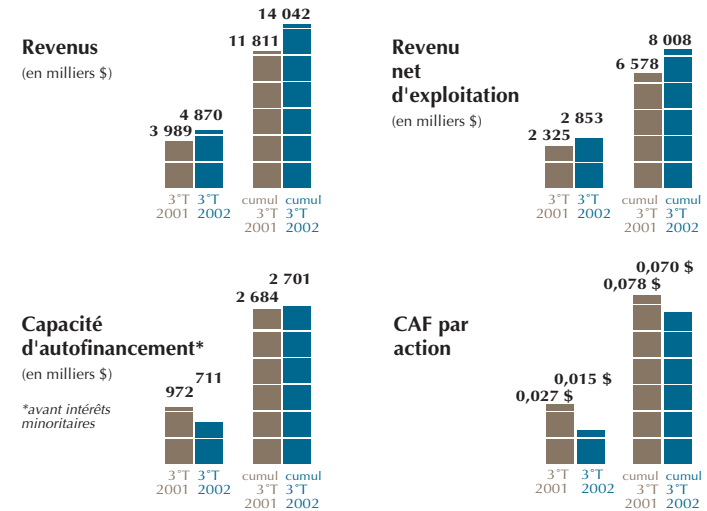 Revenus
(en milliers $)
3 989
4 870
11 811
14 042
3°T
2001
3°T
2002
cumul
3°T
2001
cumul
3°T
2002
Revenu
net
d'exploitation
(en milliers $)
2 325
2 853
6 578
8 008
3°T
2001
3°T
2002
cumul
3°T
2001
cumul
3°T
2002
Capacité
d'autofinancement*
(en milliers $)
*avant intérêts
minoritaires
972
711
2 684
2 701
3°T
2001
3°T
2002
cumul
3°T
2001
cumul
3°T
2002
CAF par
action
0,027 $
0,015 $
0,078 $
0,070 $
3°T
2001
3°T
2002
cumul
3°T
2001
cumul
3°T
2002